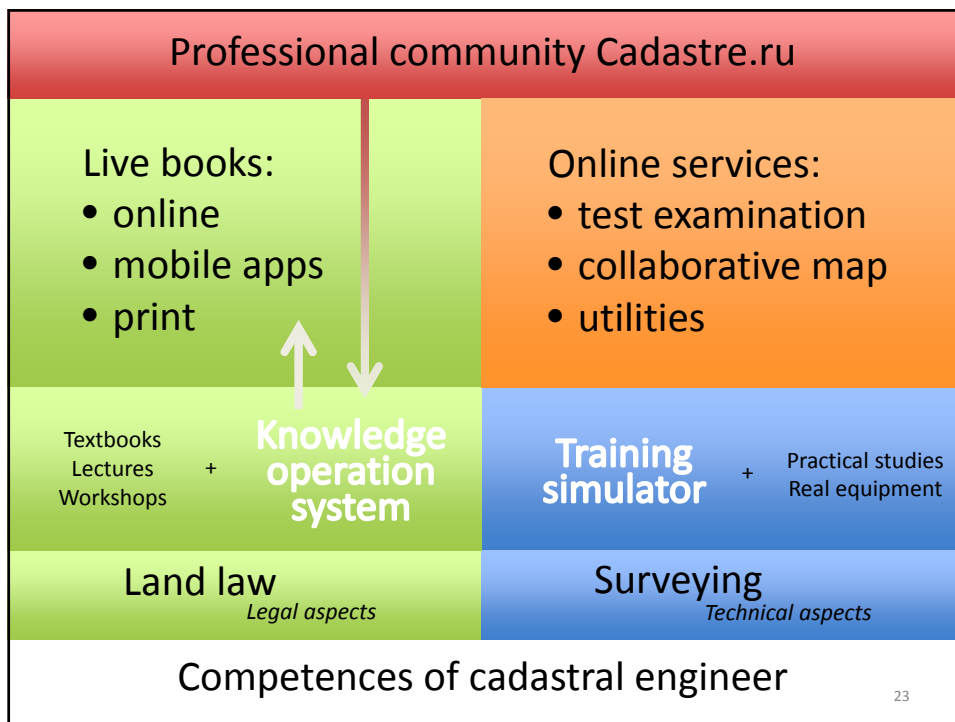 Professional community Cadastre.ru
Live books:
• online
• mobile apps
• print
Online services:
• test examination
• collaborative map
• utilities
Textbooks
Lectures
Workshops
+
Knowledge
operation
system
Training
simulator
+
Practical studies
Real equipment
Land law
Legal aspects
Surveying
Technical aspects
Competences of cadastral engineer
23